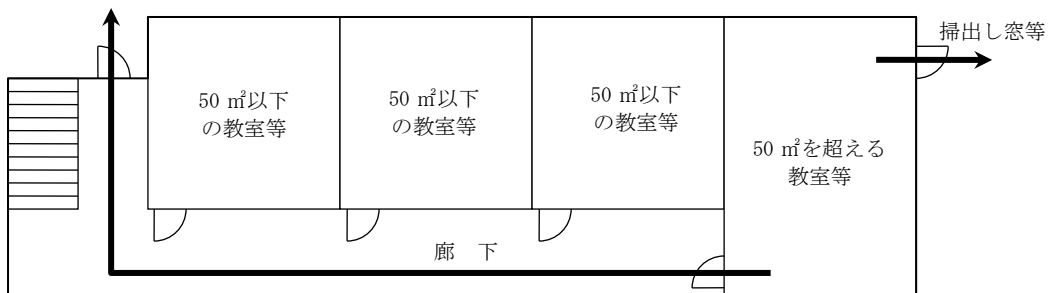 掃出し窓等
50 ㎡以下
の教室等
50 ㎡以下
の教室等
50 ㎡以下
の教室等
50 ㎡を超える
教室等
廊　下